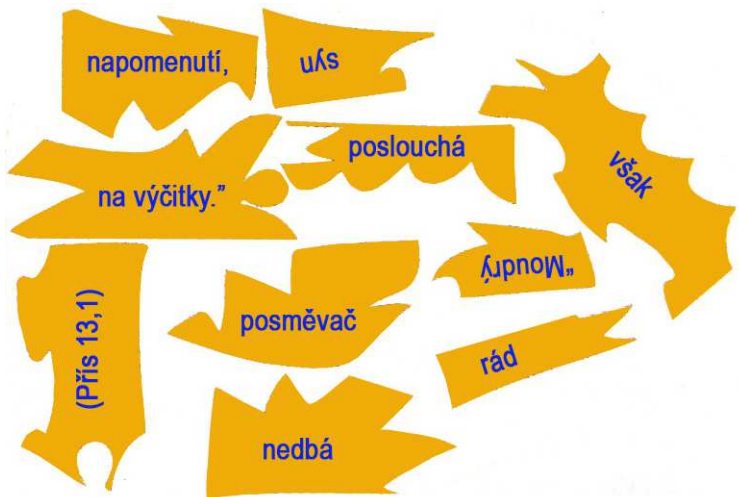 napomenutí,
syn
poslouchá
však
na výčitky.”
“Moudrý
posměvač
(Přís 13,1)
rád
nedbá